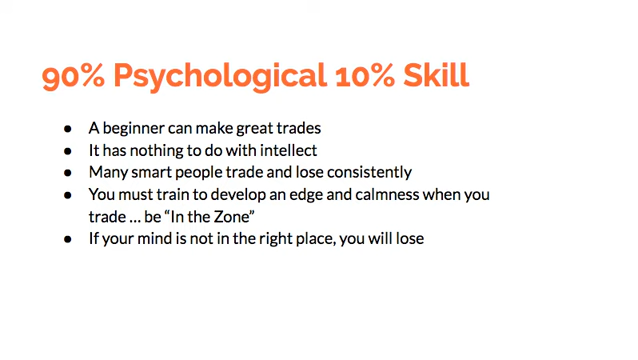 90% Psychological 10% Skill
● A beginner can make great trades
● It has nothing to do with intellect
● Many smart people trade and lose consistently
● You must train to develop an edge and calmness when you
trade ... be “In the Zone”
● If your mind is not in the right place, you will lose